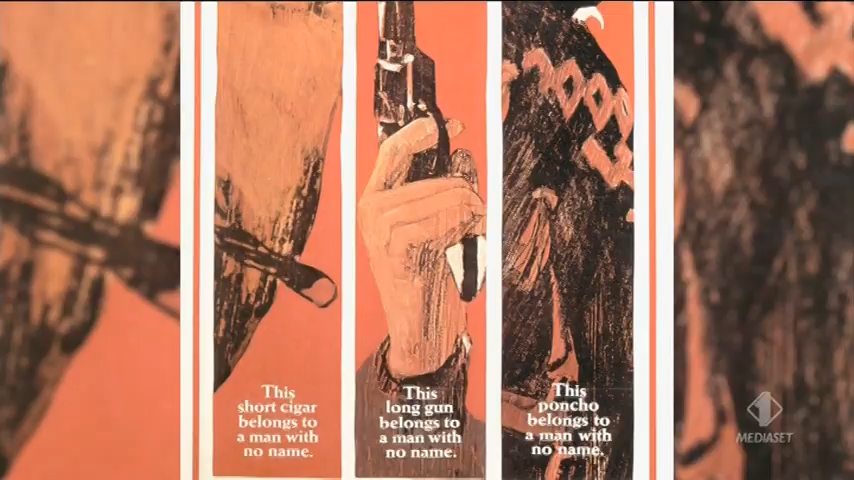 This
short cigar
belongs to
a man with
no name.
This
long gun
belongs to
a man with
no name.
This
poncho
belongs to
a man with
no name.
1
MEDIASET